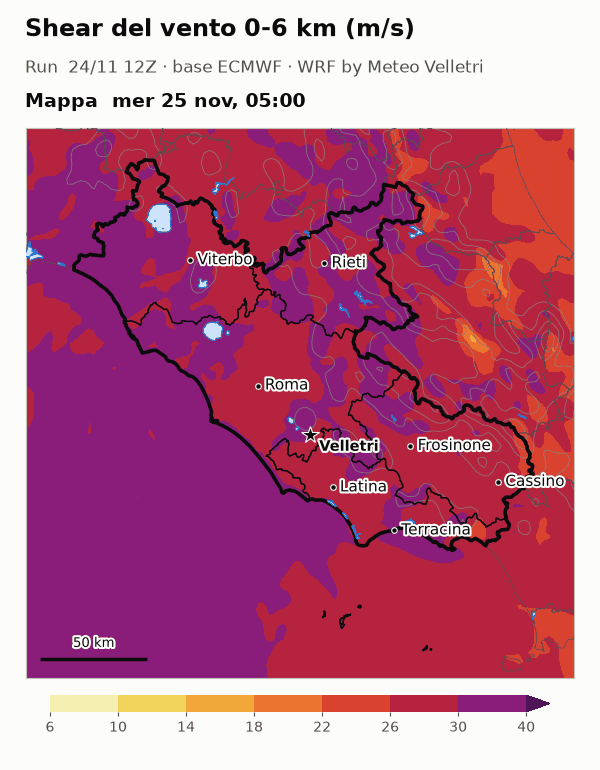 Shear del vento 0-6 km (m/s)
Run  24/11 12Z · base ECMWF · WRF by Meteo Velletri
Mappa  mer 25 nov, 05:00
Viterbo
Rieti
Roma
Velletri
Frosinone
Latina
Cassino
Terracina
50 km
6 10 14 18 22 26 30 40